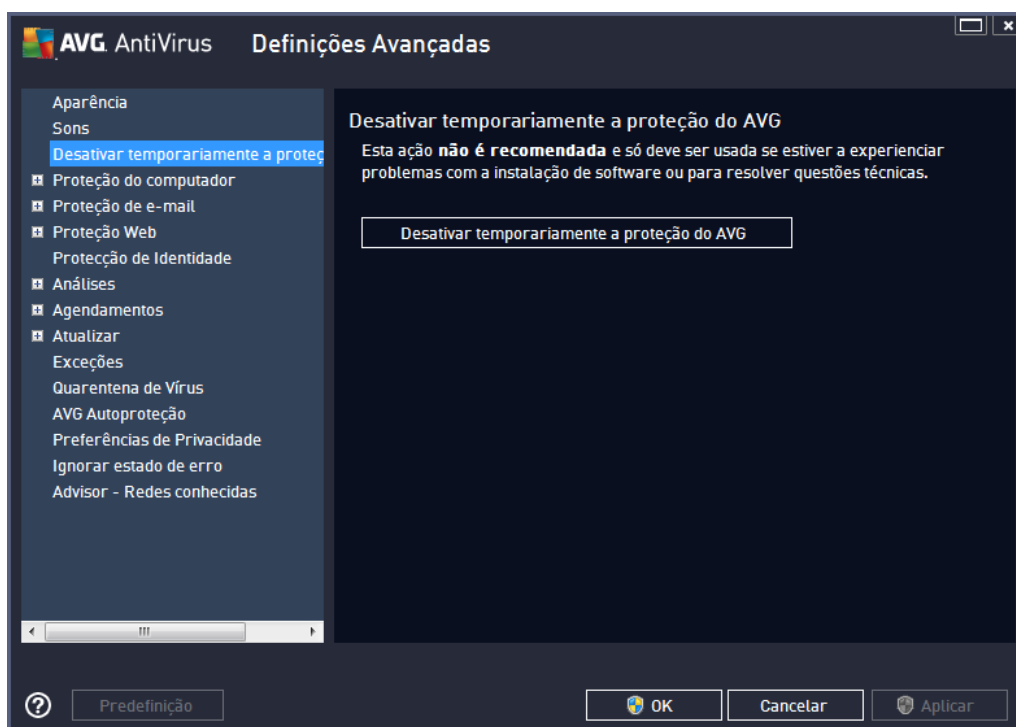 AVG. AntiVirus Definições Avançadas
Aparência
Sons
Desativar temporariamente a proteç
Proteção do computador
Proteção de e-mail
Proteção Web
Protecção de Identidade
Análises
Agendamentos
Atualizar
Exceções
Quarentena de Vírus
AVG Autoproteção
Preferências de Privacidade
Ignorar estado de erro
Advisor - Redes conhecidas
Desativar temporariamente a proteção do AVG
Esta ação não é recomendada e só deve ser usada se estiver a experienciar
problemas com a instalação de software ou para resolver questões técnicas.
Desativar temporariamente a proteção do AVG
Predefinição
OK
Cancelar
Aplicar